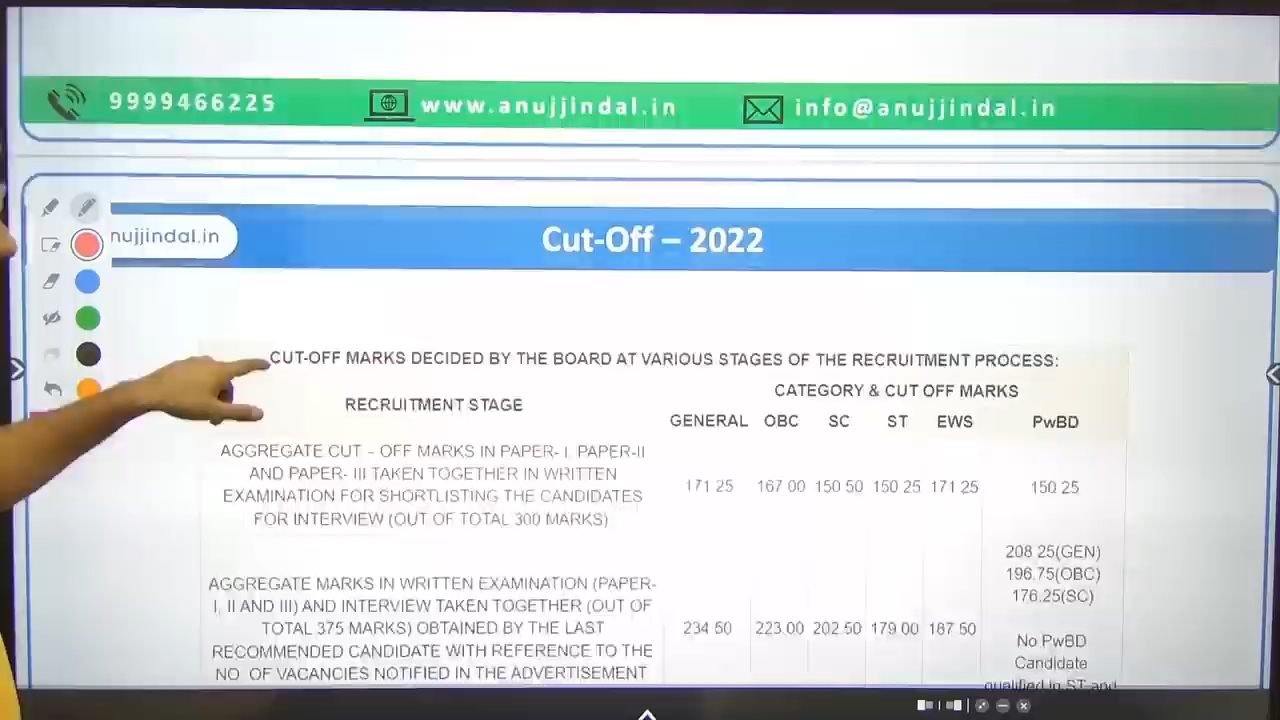 9999466225 www.anujjindal.in info@anujjindal.in
nujjindal.in
Cut-Off – 2022
CUT-OFF MARKS DECIDED BY THE BOARD AT VARIOUS STAGES OF THE RECRUITMENT PROCESS:
RECRUITMENT STAGE
CATEGORY & CUT OFF MARKS
GENERAL OBC SC ST EWS PwBD
AGGREGATE CUT – OFF MARKS IN PAPER- I. PAPER-II
AND PAPER- III TAKEN TOGETHER IN WRITTEN
EXAMINATION FOR SHORTLISTING THE CANDIDATES
FOR INTERVIEW (OUT OF TOTAL 300 MARKS)
171 25 167 00 150 50 150 25 171 25 150 25
AGGREGATE MARKS IN WRITTEN EXAMINATION (PAPER-
I, II AND III) AND INTERVIEW TAKEN TOGETHER (OUT OF
TOTAL 375 MARKS) OBTAINED BY THE LAST
RECOMMENDED CANDIDATE WITH REFERENCE TO THE
NO OF VACANCIES NOTIFIED IN THE ADVERTISEMENT
234 50 223.00 202 50 179 00 187 50
208 25(GEN)
196.75(OBC)
176.25(SC)
No PwBD
Candidate
qualified in ST and